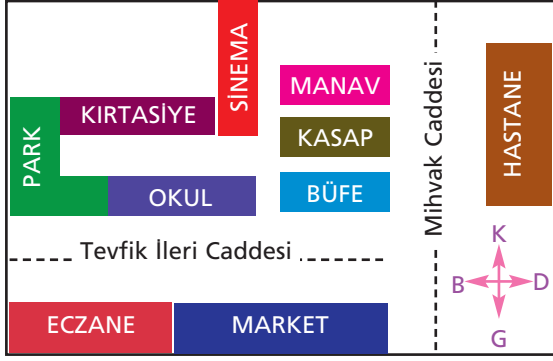 SİNEMA
MANAV
KIRTASİYE
KASAP
PARK
OKUL
BÜFE
Mihvak Caddesi
HASTANE
Tevfik İleri Caddesi
K
B
D
G
ECZANE
MARKET